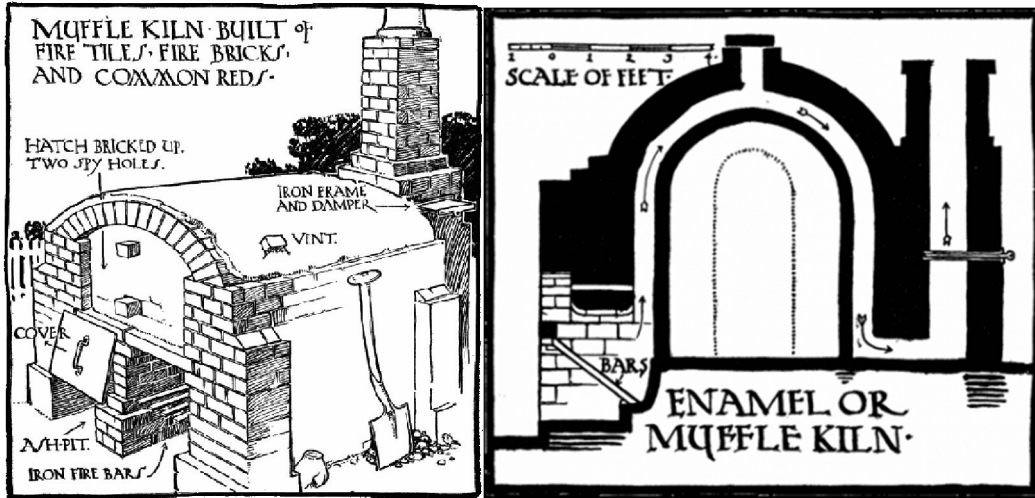 MUFFLE KILN · BUILT of
FIRE TILES · FIRE BRICKS ·
AND COMMON REDS ·
HATCH BRICKED UP.
TWO SPY HOLES.
IRON FRAME
AND DAMPER
VINT.
COVER
ASH-PIT.
IRON FIRE BARS
1 0 1 2 3 4
SCALE OF FEET·
BARS
ENAMEL OR
MUFFLE KILN·